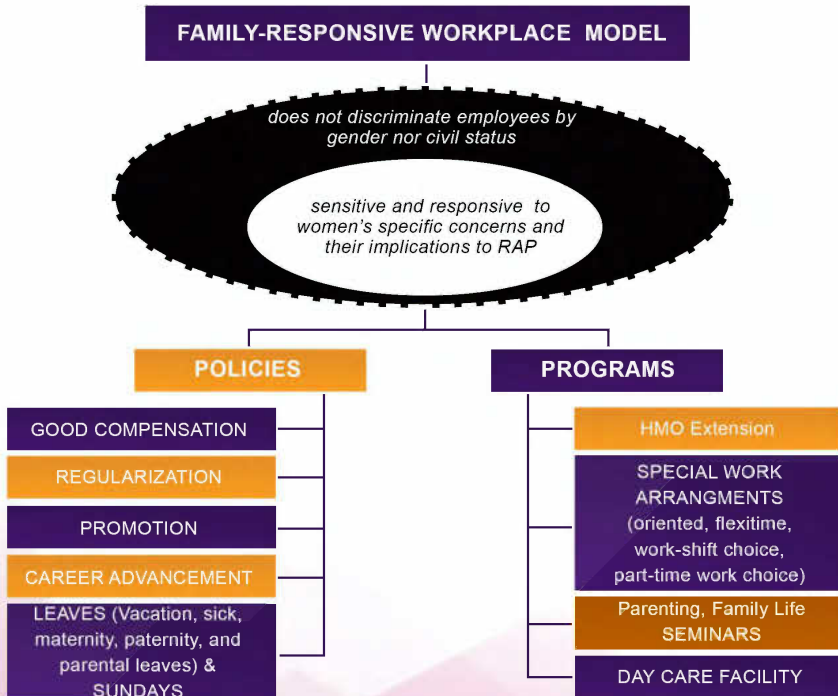 FAMILY-RESPONSIVE WORKPLACE MODEL
does not discriminate employees by
gender nor civil status
sensitive and responsive to
women's specific concerns and
their implications to RAP
POLICIES
GOOD COMPENSATION
REGULARIZATION
PROMOTION
CAREER ADVANCEMENT
LEAVES (Vacation, sick,
maternity, paternity, and
parental leaves) &
SUNDAYS
PROGRAMS
HMO Extension
SPECIAL WORK
ARRANGMENTS
(oriented, flexitime,
work-shift choice,
part-time work choice)
Parenting, Family Life
SEMINARS
DAY CARE FACILITY